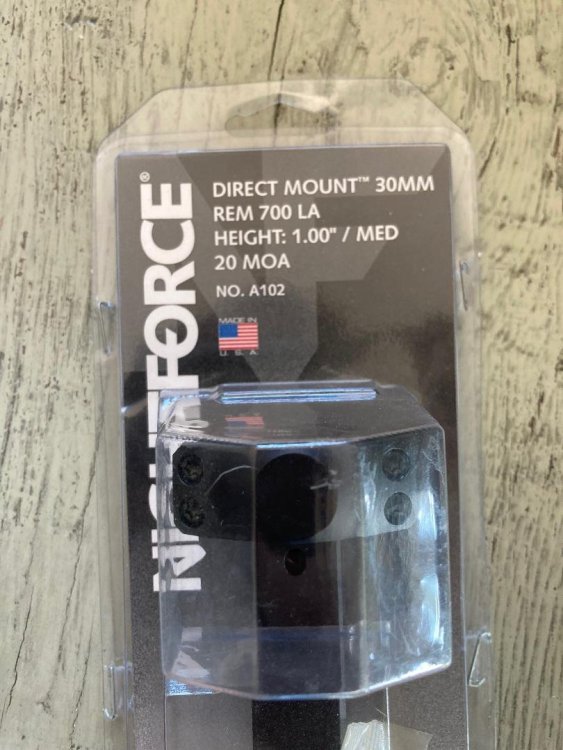 NIGHTFORCE®
DIRECT MOUNT™ 30MM
REM 700 LA
HEIGHT: 1.00" / MED
20 MOA
NO. A102
MADE IN
U.S.A